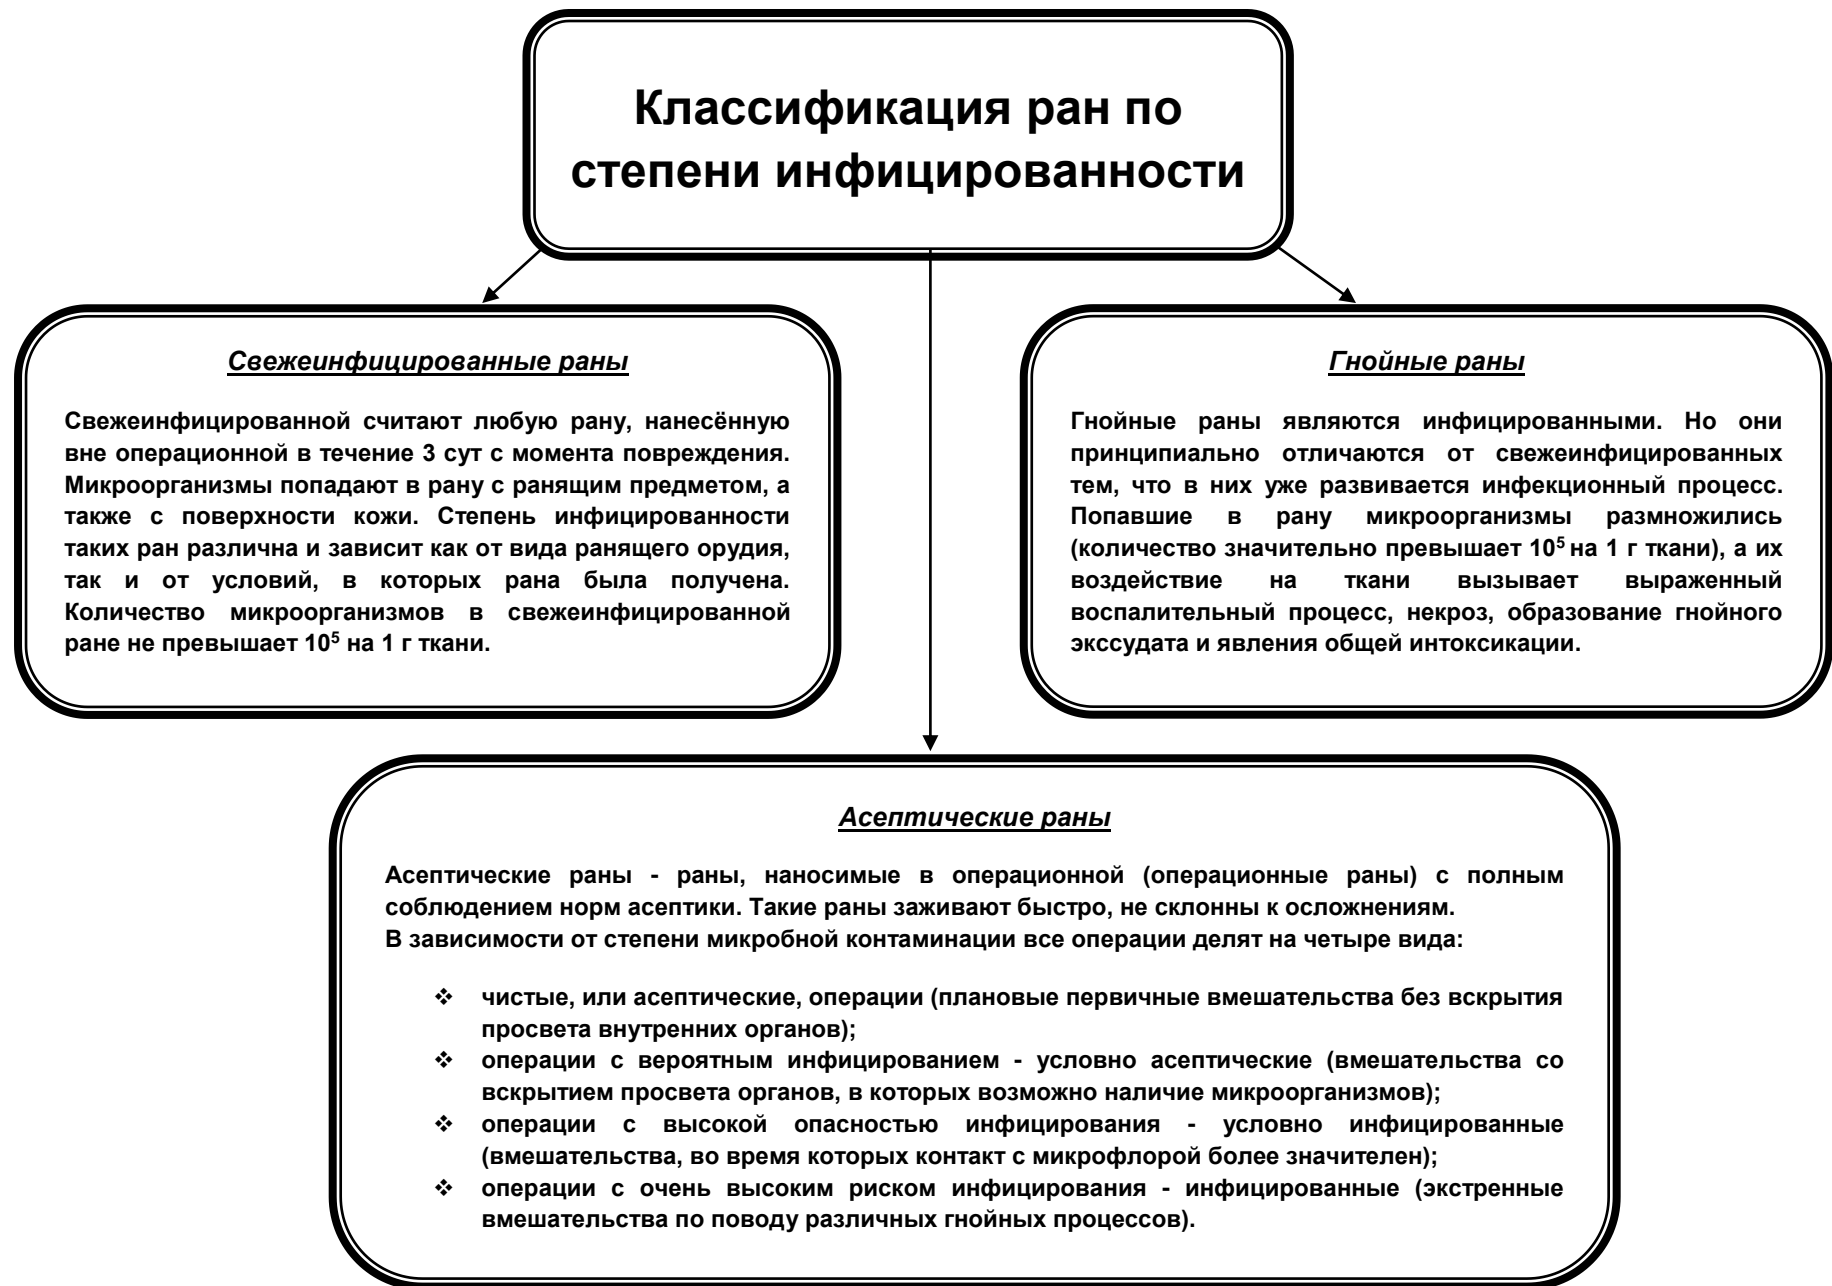 Классификация ран по
степени инфицированности
Свежеинфицированные раны
Свежеинфицированной считают любую рану, нанесённую
вне операционной в течение 3 сут с момента повреждения.
Микроорганизмы попадают в рану с ранящим предметом, а
также с поверхности кожи. Степень инфицированности
таких ран различна и зависит как от вида ранящего орудия,
так и от условий, в которых рана была получена.
Количество микроорганизмов в свежеинфицированной
ране не превышает 10⁵ на 1 г ткани.
Гнойные раны
Гнойные раны являются инфицированными. Но они
принципиально отличаются от свежеинфицированных
тем, что в них уже развивается инфекционный процесс.
Попавшие в рану микроорганизмы размножились
(количество значительно превышает 10⁵ на 1 г ткани), а их
воздействие на ткани вызывает выраженный
воспалительный процесс, некроз, образование гнойного
экссудата и явления общей интоксикации.
Асептические раны
Асептические раны - раны, наносимые в операционной (операционные раны) с полным
соблюдением норм асептики. Такие раны заживают быстро, не склонны к осложнениям.
В зависимости от степени микробной контаминации все операции делят на четыре вида:
❖ чистые, или асептические, операции (плановые первичные вмешательства без вскрытия
просвета внутренних органов);
❖ операции с вероятным инфицированием - условно асептические (вмешательства со
вскрытием просвета органов, в которых возможно наличие микроорганизмов);
❖ операции с высокой опасностью инфицирования - условно инфицированные
(вмешательства, во время которых контакт с микрофлорой более значителен);
❖ операции с очень высоким риском инфицирования - инфицированные (экстренные
вмешательства по поводу различных гнойных процессов).